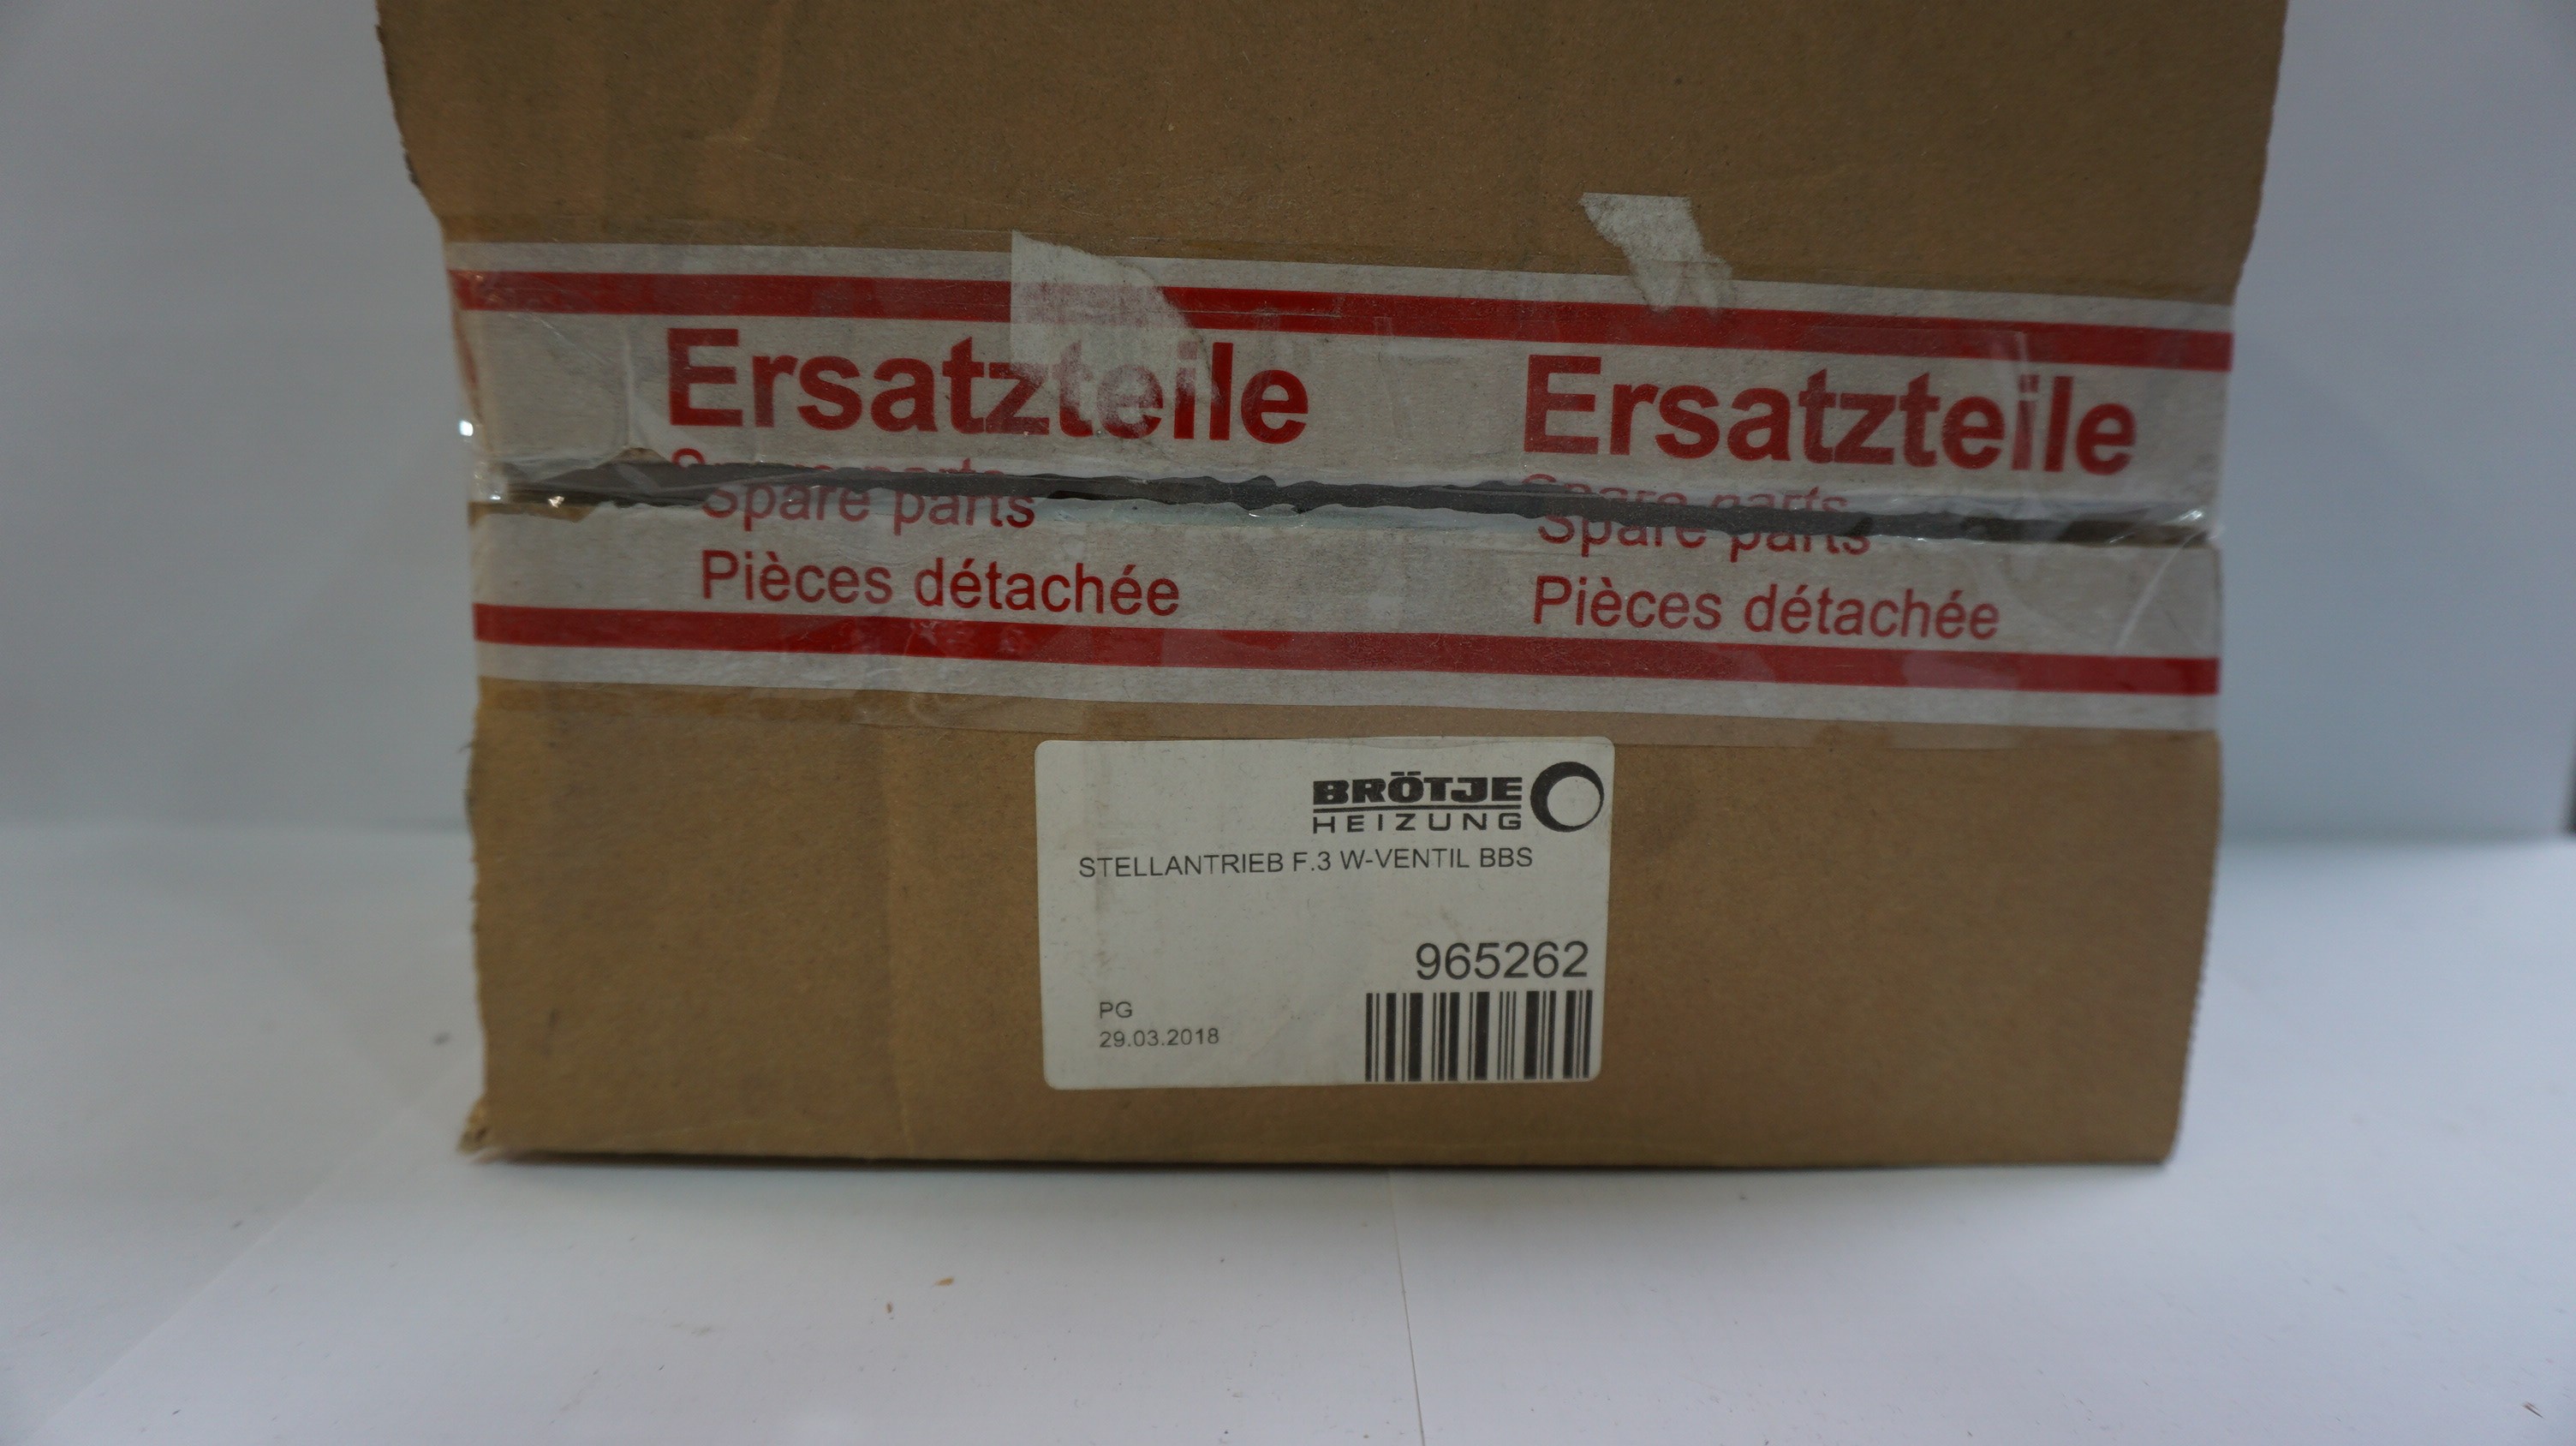 Ersatzteile Ersatzteile
Spare parts Spare parts
Pièces détachée Pièces détachée
BRÖTJE
HEIZUNG
STELLANTRIEB F.3 W-VENTIL BBS
965262
PG
29.03.2018